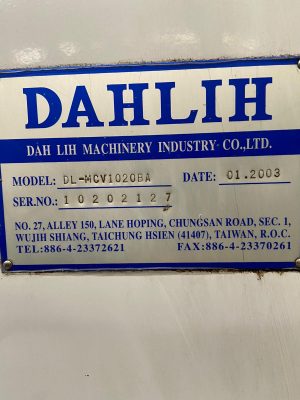 DAHLIH
DAH LIH MACHINERY INDUSTRY CO.,LTD.
MODEL: DL-MCV1020BA DATE: 01.2003
SER.NO.: 10202127
NO. 27, ALLEY 150, LANE HOPING, CHUNGSAN ROAD, SEC. 1,
WUJIH SHIANG, TAICHUNG HSIEN (41407), TAIWAN, R.O.C.
TEL:886-4-23372621 FAX:886-4-23370261